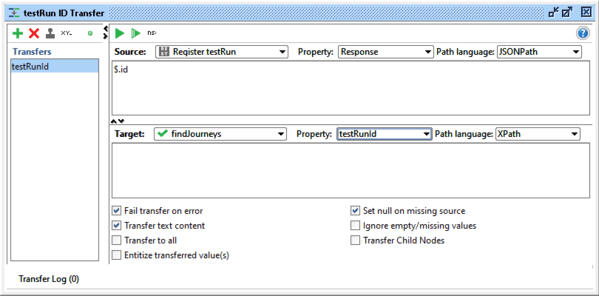 testRun ID Transfer
XY=
n>
Transfers
testRunId
Source: Reqister testRun Property: Response Path language: JSONPath
$.id
Target: findJourneys Property: testRunId Path language: XPath
Fail transfer on error
Set null on missing source
Transfer text content
Ignore empty/missing values
Transfer to all
Transfer Child Nodes
Entitize transferred value(s)
Transfer Log (0)